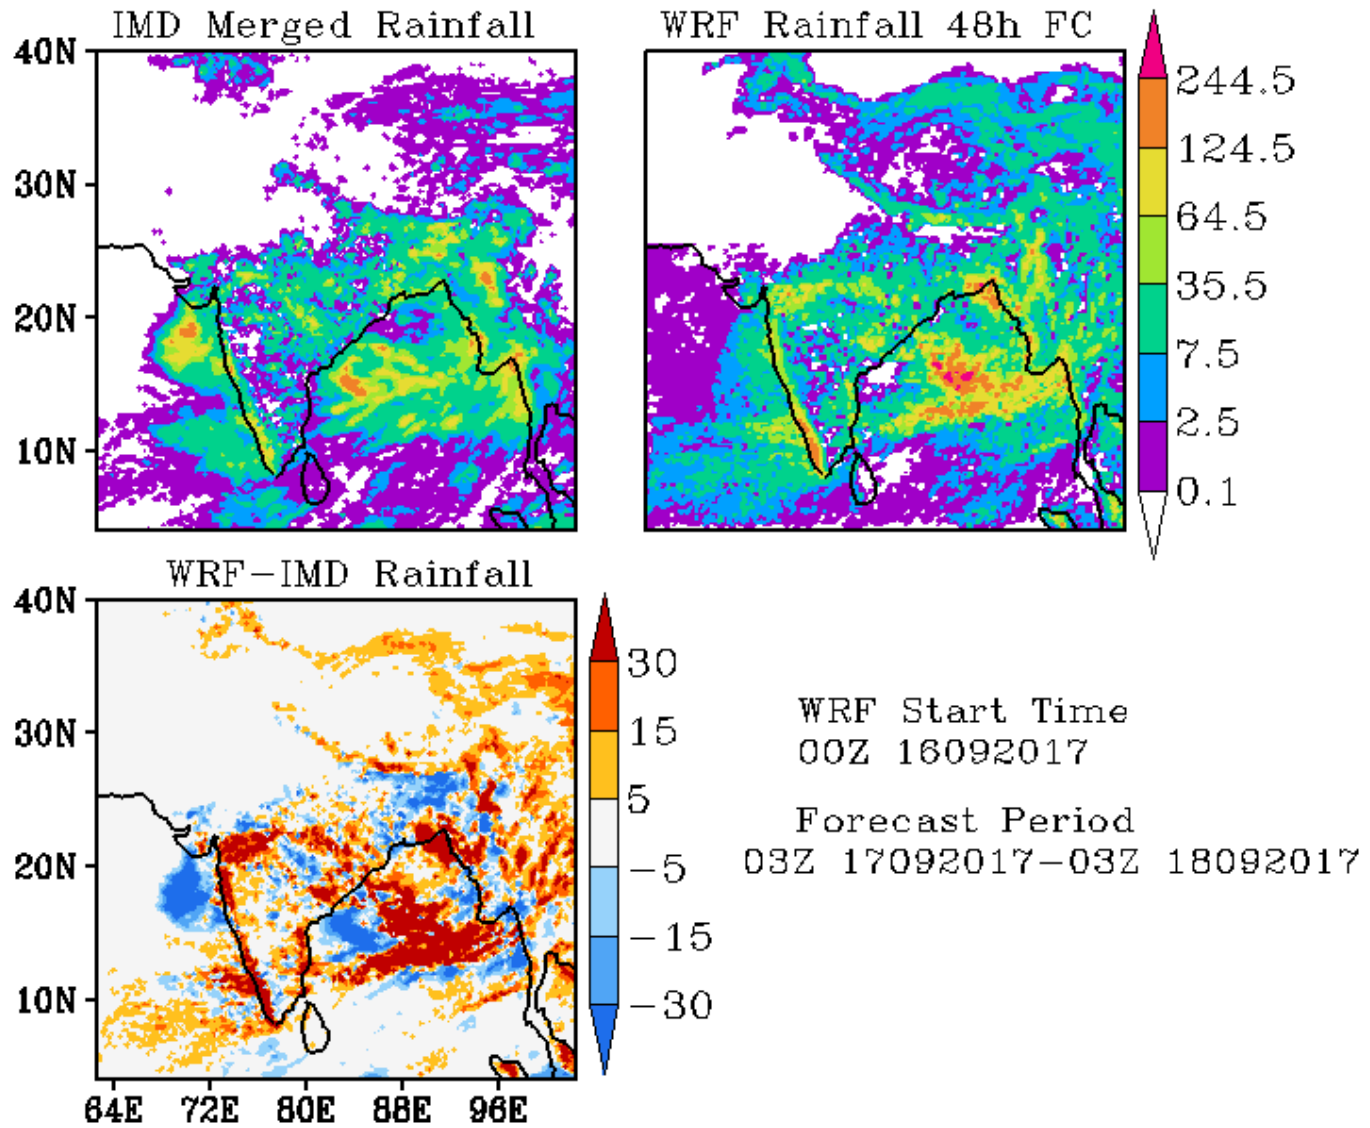 IMD Merged Rainfall
WRF Rainfall 48h FC
40N
30N
20N
10N
244.5
124.5
64.5
35.5
7.5
2.5
0.1
WRF-IMD Rainfall
40N
30N
20N
10N
64E 72E 80E 88E 96E
30
15
5
-5
-15
-30
WRF Start Time
00Z 16092017
Forecast Period
03Z 17092017-03Z 18092017